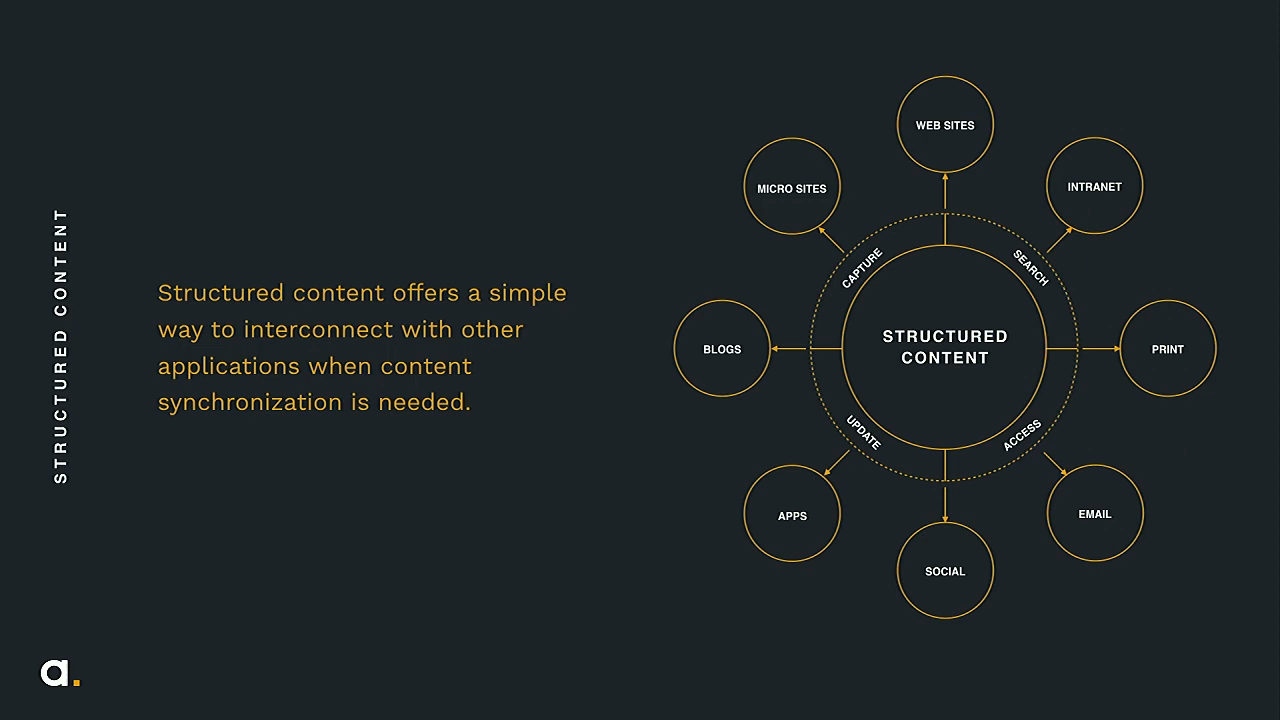 STRUCTURED CONTENT
Structured content offers a simple
way to interconnect with other
applications when content
synchronization is needed.
WEB SITES
MICRO SITES
INTRANET
CAPTURE
SEARCH
STRUCTURED
CONTENT
BLOGS
PRINT
UPDATE
ACCESS
APPS
EMAIL
SOCIAL
a.